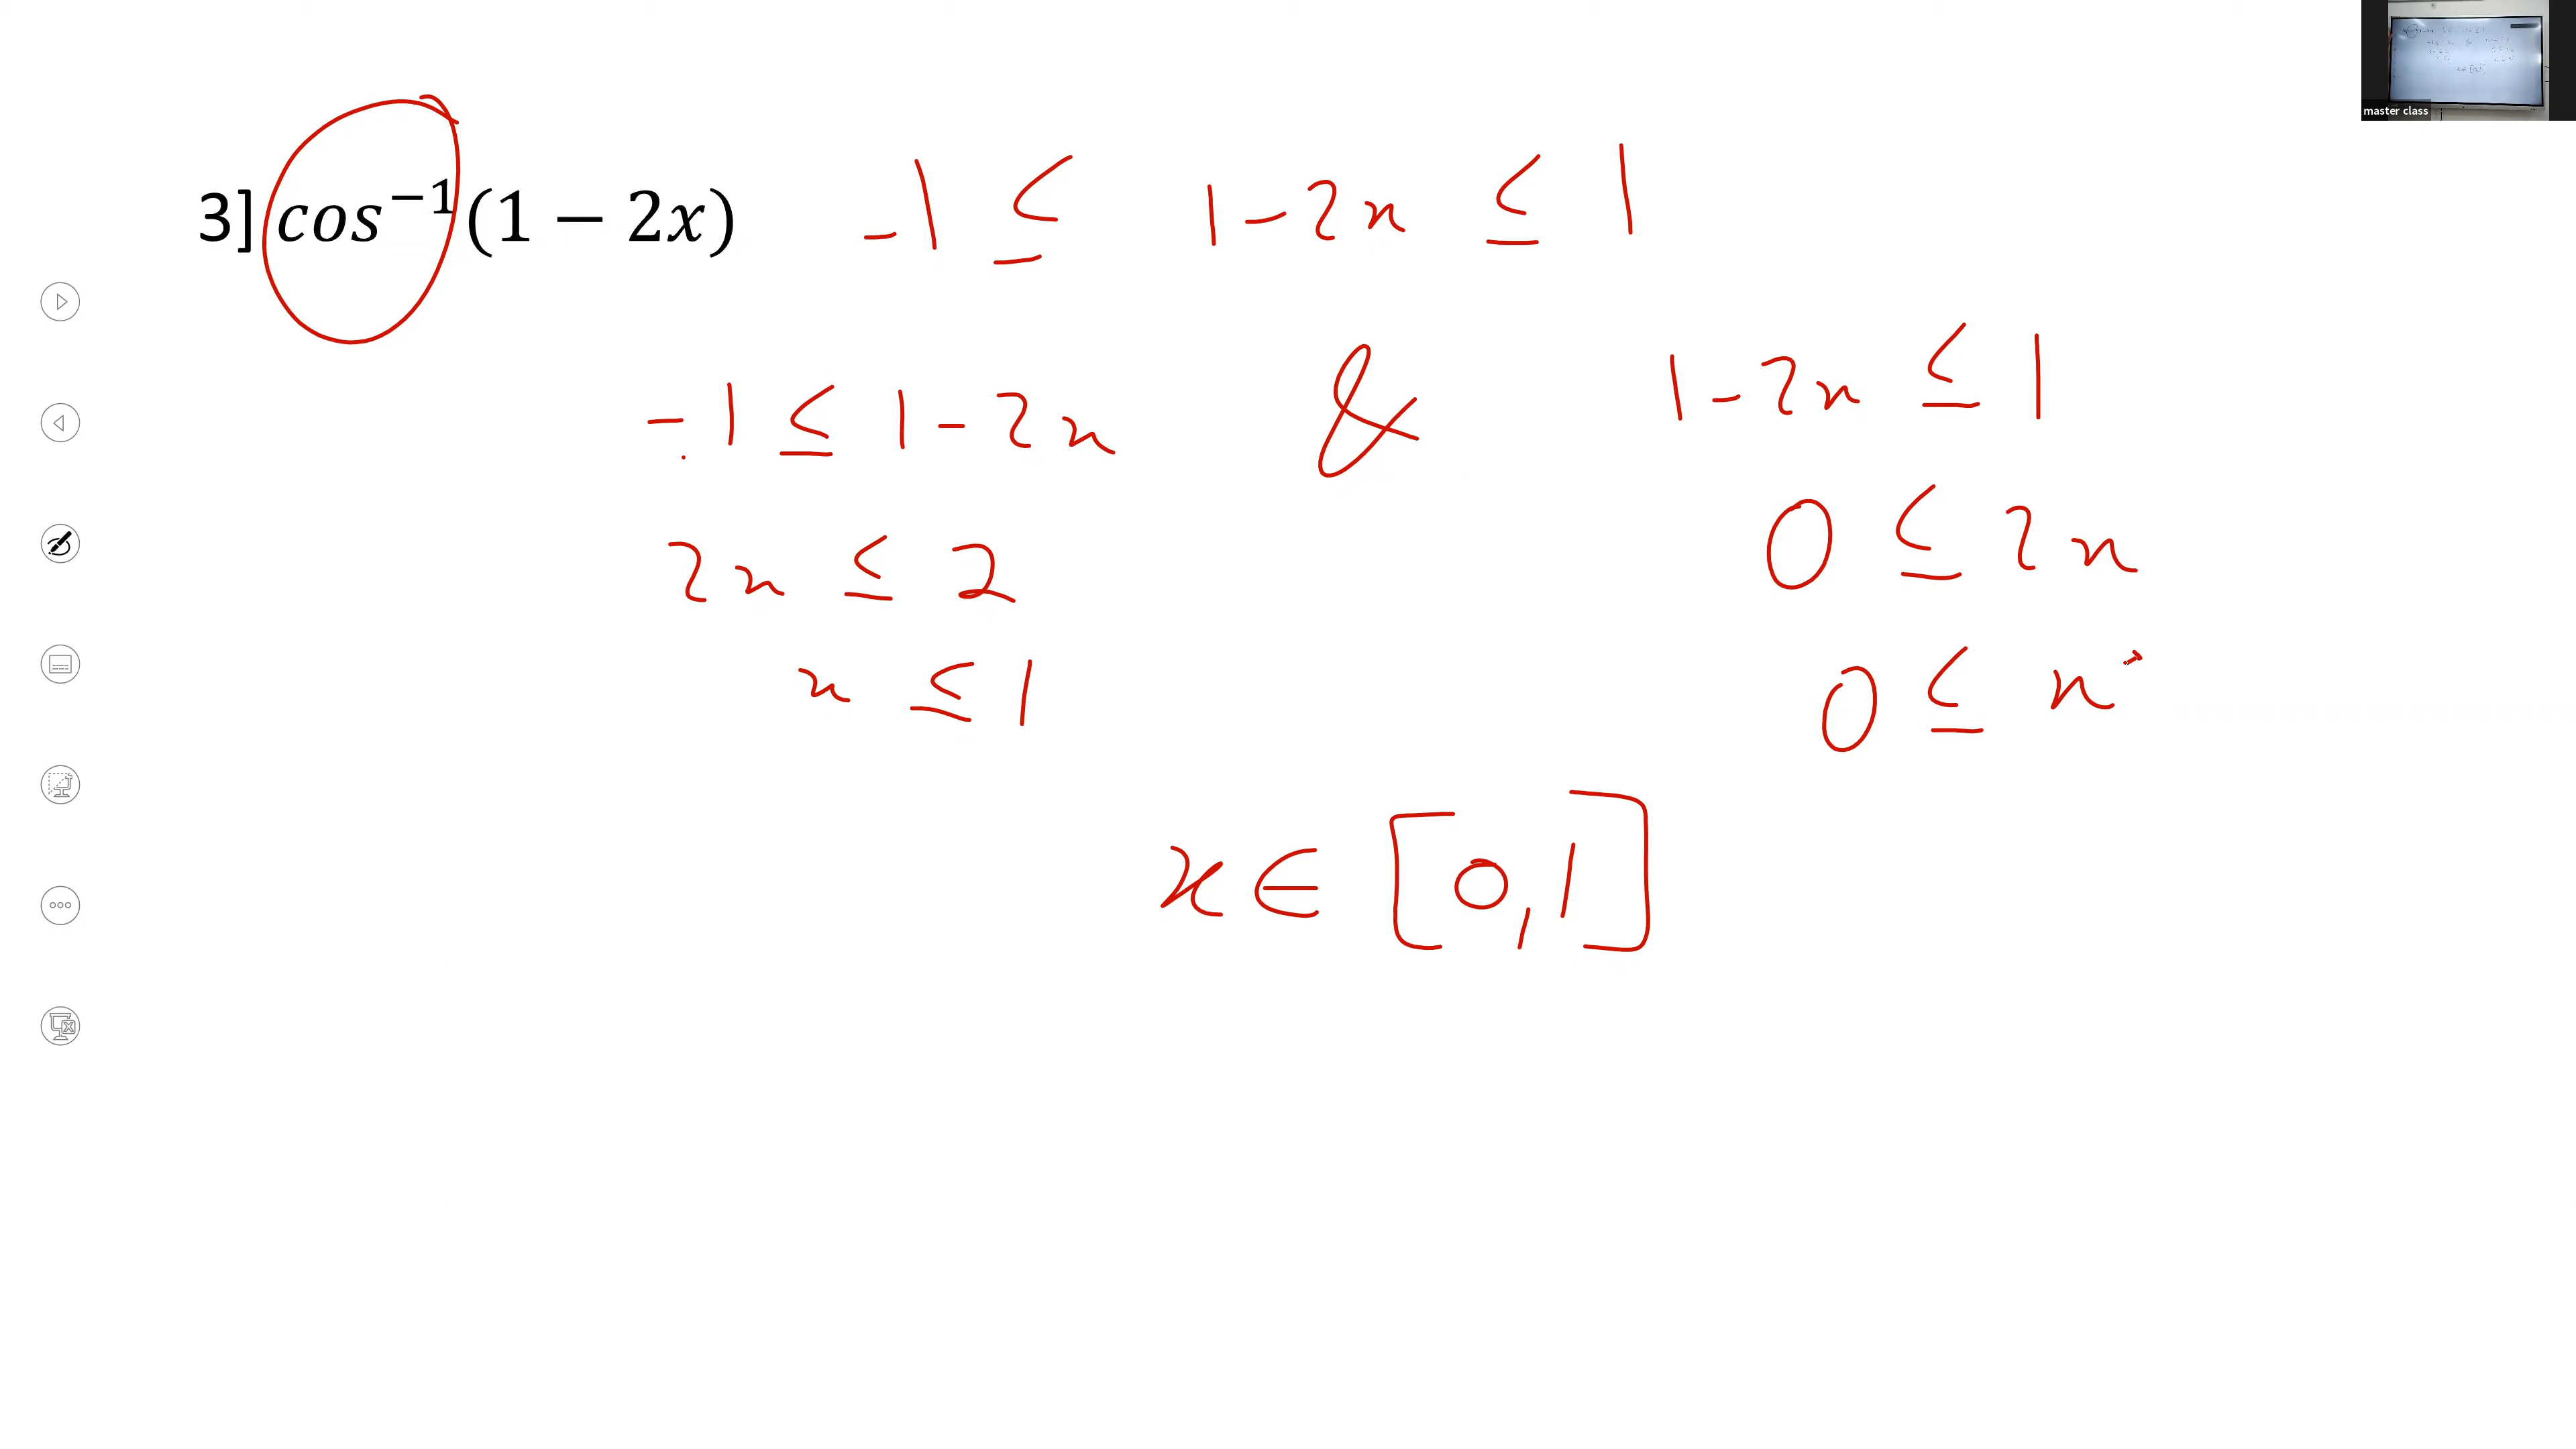 master class
3] cos⁻¹(1 − 2x) -1 ≤ 1-2x ≤ 1
-1 ≤ 1-2x & 1-2x ≤ 1
2x ≤ 2 0 ≤ 2x
x ≤ 1 0 ≤ x
x ∈ [0,1]